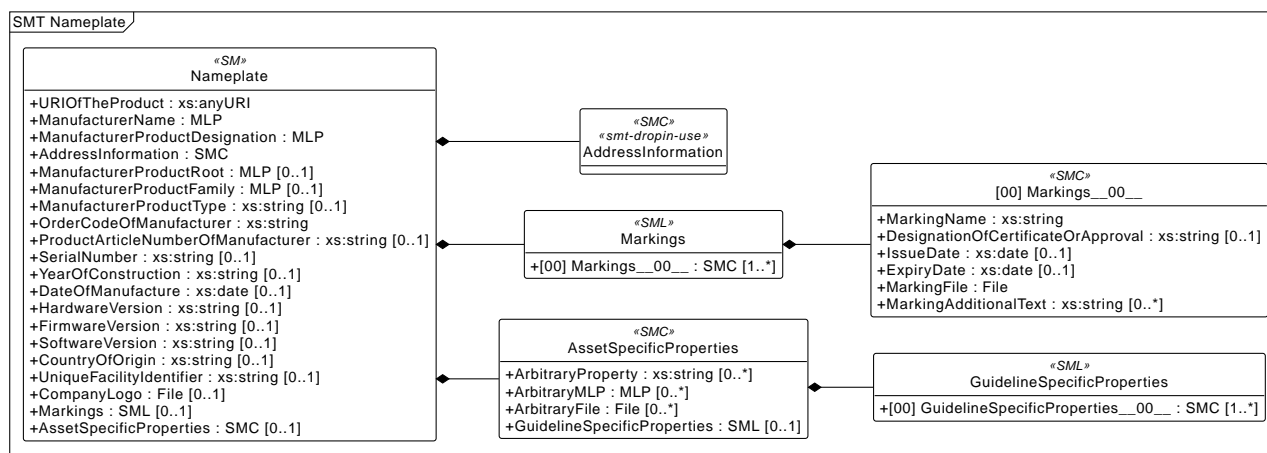 SMT Nameplate
«SM»
Nameplate
+URIOfTheProduct : xs:anyURI
+ManufacturerName : MLP
+ManufacturerProductDesignation : MLP
+AddressInformation : SMC
+ManufacturerProductRoot : MLP [0..1]
+ManufacturerProductFamily : MLP [0..1]
+ManufacturerProductType : xs:string [0..1]
+OrderCodeOfManufacturer : xs:string
+ProductArticleNumberOfManufacturer : xs:string [0..1]
+SerialNumber : xs:string [0..1]
+YearOfConstruction : xs:string [0..1]
+DateOfManufacture : xs:date [0..1]
+HardwareVersion : xs:string [0..1]
+FirmwareVersion : xs:string [0..1]
+SoftwareVersion : xs:string [0..1]
+CountryOfOrigin : xs:string [0..1]
+UniqueFacilityIdentifier : xs:string [0..1]
+CompanyLogo : File [0..1]
+Markings : SML [0..1]
+AssetSpecificProperties : SMC [0..1]
«SMC»
«smt-dropin-use»
AddressInformation
«SML»
Markings
+[00] Markings__00__ : SMC [1..*]
«SMC»
[00] Markings__00__
+MarkingName : xs:string
+DesignationOfCertificateOrApproval : xs:string [0..1]
+IssueDate : xs:date [0..1]
+ExpiryDate : xs:date [0..1]
+MarkingFile : File
+MarkingAdditionalText : xs:string [0..*]
«SMC»
AssetSpecificProperties
+ArbitraryProperty : xs:string [0..*]
+ArbitraryMLP : MLP [0..*]
+ArbitraryFile : File [0..*]
+GuidelineSpecificProperties : SML [0..1]
«SML»
GuidelineSpecificProperties
+[00] GuidelineSpecificProperties__00__ : SMC [1..*]